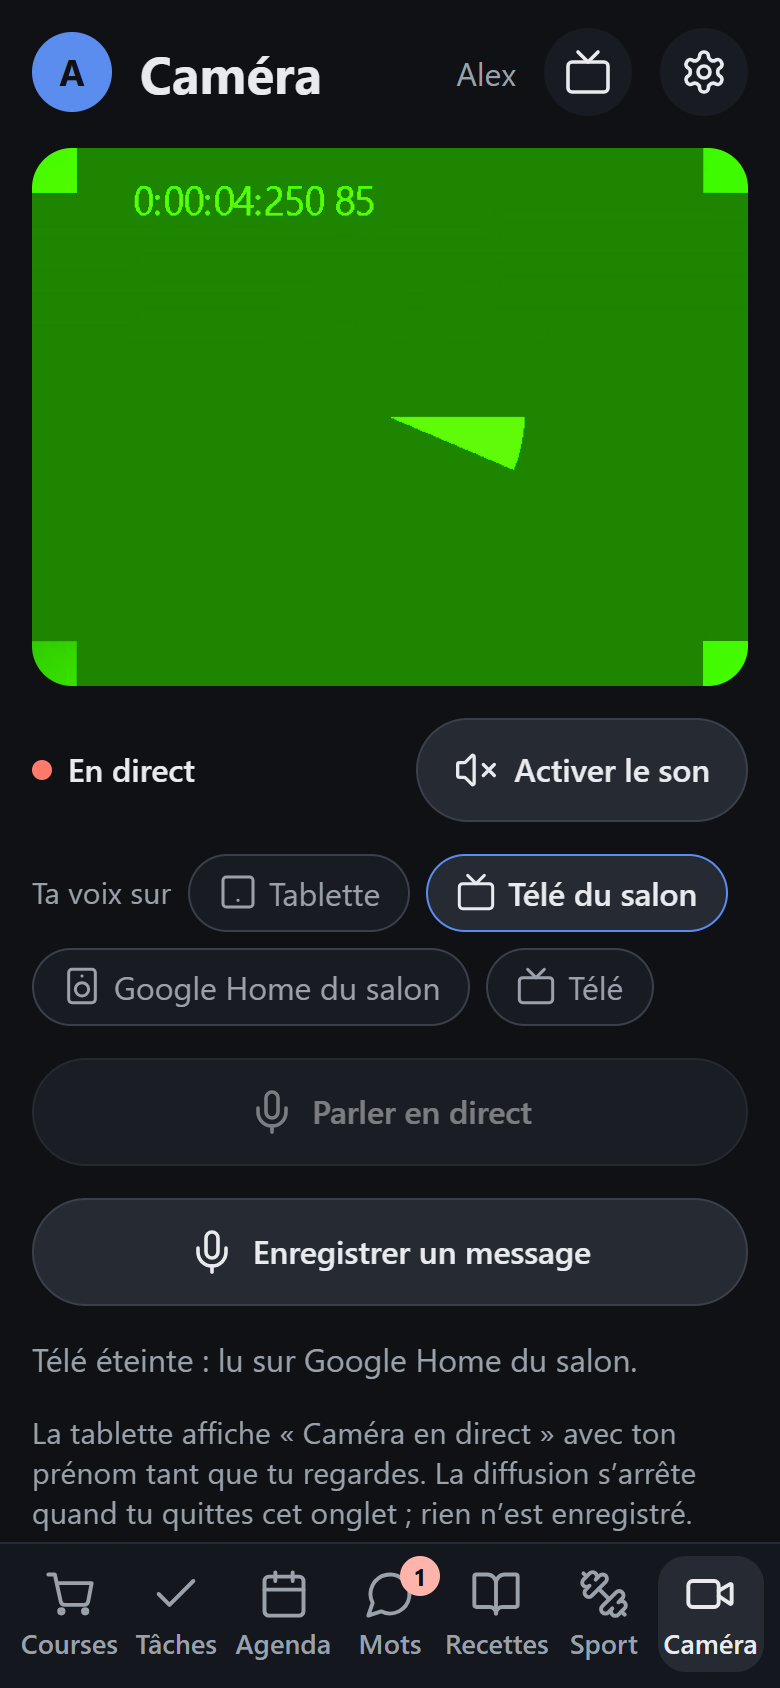 A Caméra Alex
0:00:04:250 85
En direct Activer le son
Ta voix sur Tablette Télé du salon
Google Home du salon Télé
Parler en direct
Enregistrer un message
Télé éteinte : lu sur Google Home du salon.
La tablette affiche « Caméra en direct » avec ton
prénom tant que tu regardes. La diffusion s’arrête
quand tu quittes cet onglet ; rien n’est enregistré.
1
Courses Tâches Agenda Mots Recettes Sport Caméra